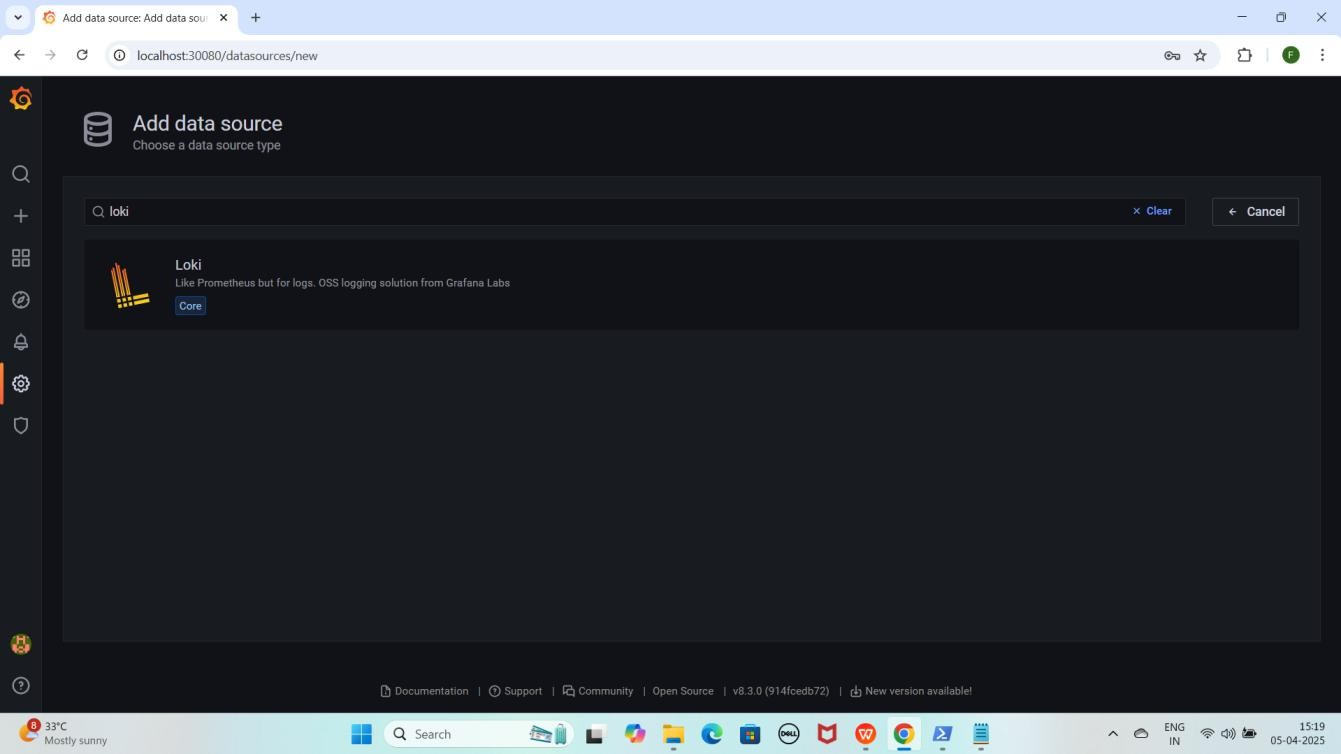 Add data source: Add data sou
localhost:30080/datasources/new
F
Add data source
Choose a data source type
loki
Clear
Cancel
Loki
Like Prometheus but for logs. OSS logging solution from Grafana Labs
Core
Documentation | Support | Community | Open Source | v8.3.0 (914fcedb72) | New version available!
8
33°C
Mostly sunny
Search
DELL
W
ENG
IN
15:19
05-04-2025